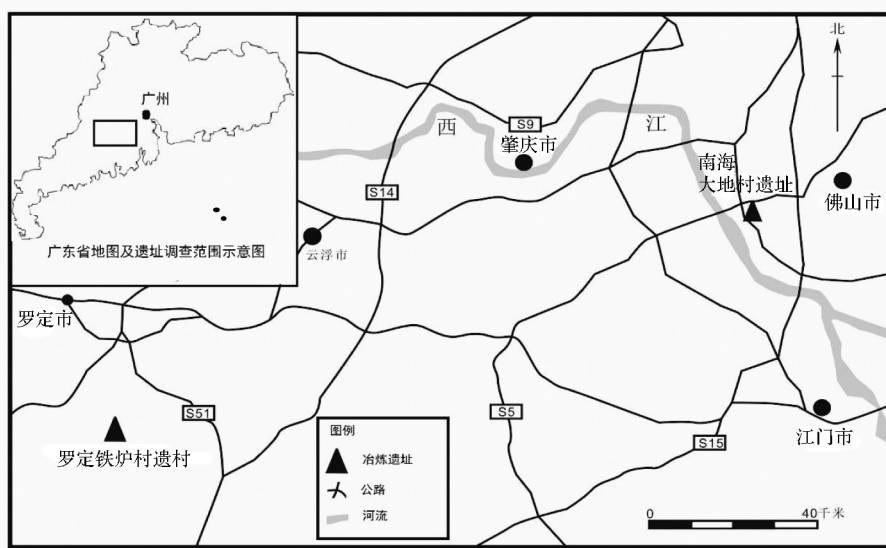 广州
广东省地图及遗址调查范围示意图
北
西
江
S9
肇庆市
南海
大地村遗址
佛山市
S14
云浮市
罗定市
S51
S5
S15
江门市
罗定铁炉村遗村
图例
冶炼遗址
公路
河流
0
40千米